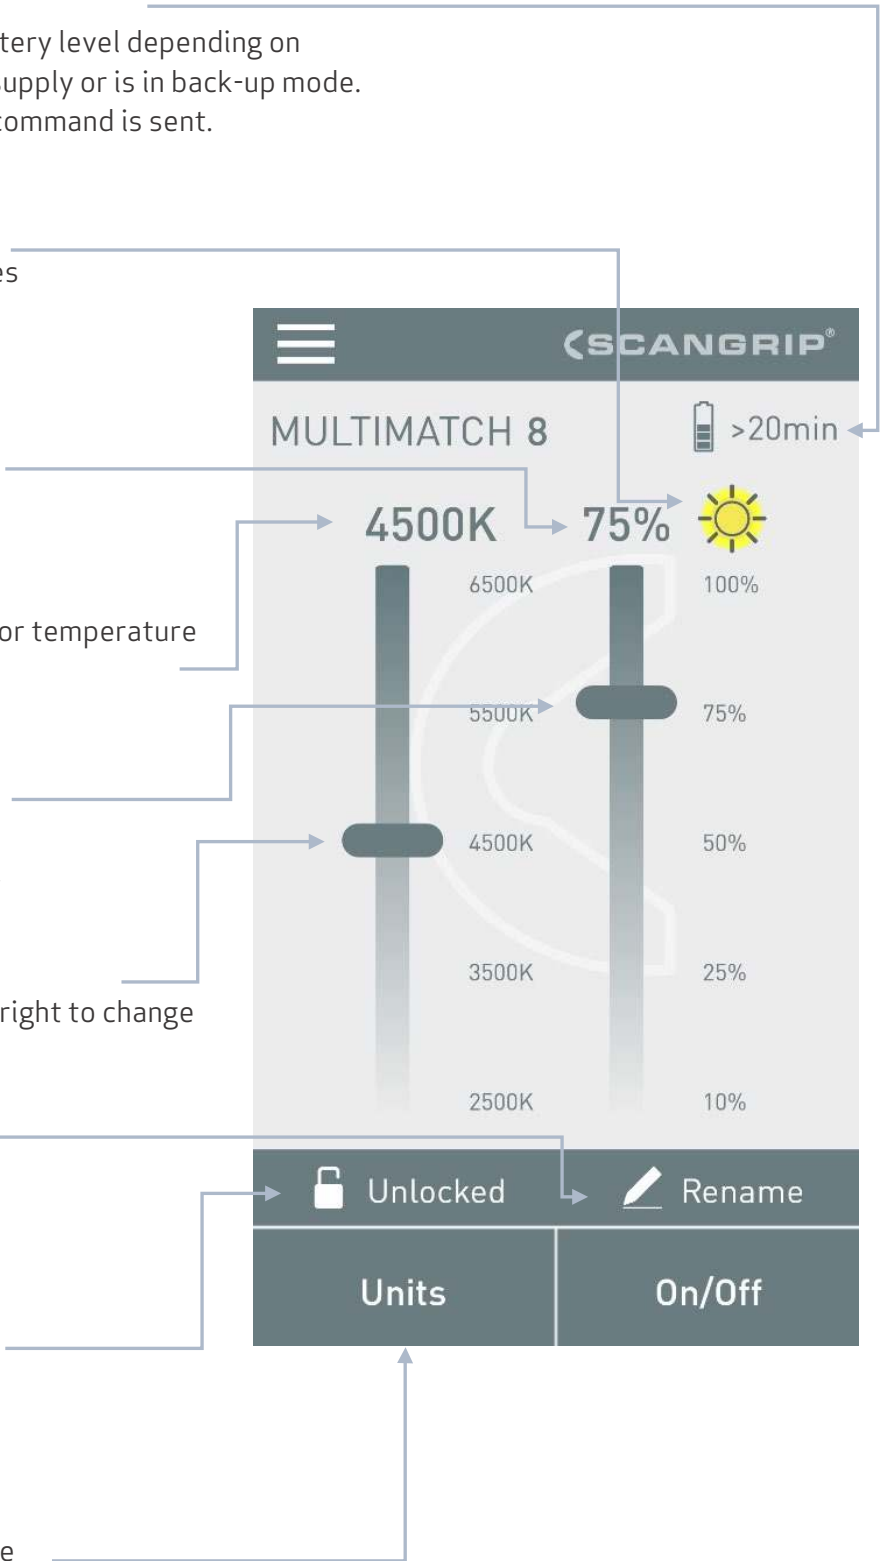 tery level depending on
supply or is in back-up mode.
command is sent.
es
SCANGRIP®
MULTIMATCH 8
>20min
4500K
75%
6500K
100%
or temperature
5500K
75%
4500K
50%
3500K
25%
right to change
2500K
10%
Unlocked
Rename
Units
On/Off
e